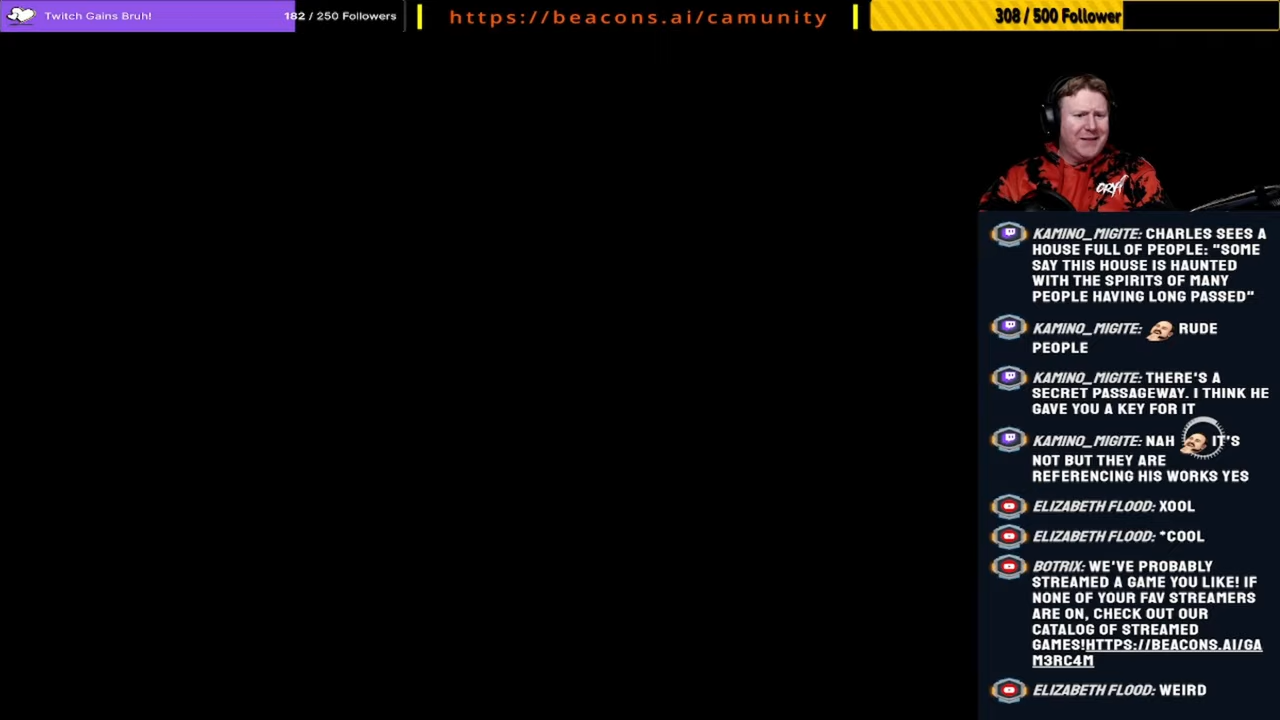 Twitch Gains Bruh!
182 / 250 Followers
https://beacons.ai/camunity
308 / 500 Follower
KAMINO_MIGITE: CHARLES SEES A
HOUSE FULL OF PEOPLE: "SOME
SAY THIS HOUSE IS HAUNTED
WITH THE SPIRITS OF MANY
PEOPLE HAVING LONG PASSED"
KAMINO_MIGITE: RUDE
PEOPLE
KAMINO_MIGITE: THERE'S A
SECRET PASSAGEWAY. I THINK HE
GAVE YOU A KEY FOR IT
KAMINO_MIGITE: NAH IT'S
NOT BUT THEY ARE
REFERENCING HIS WORKS YES
ELIZABETH FLOOD: XOOL
ELIZABETH FLOOD: *COOL
BOTRIX: WE'VE PROBABLY
STREAMED A GAME YOU LIKE! IF
NONE OF YOUR FAV STREAMERS
ARE ON, CHECK OUT OUR
CATALOG OF STREAMED
GAMES!HTTPS://BEACONS.AI/GA
M3RC4M
ELIZABETH FLOOD: WEIRD